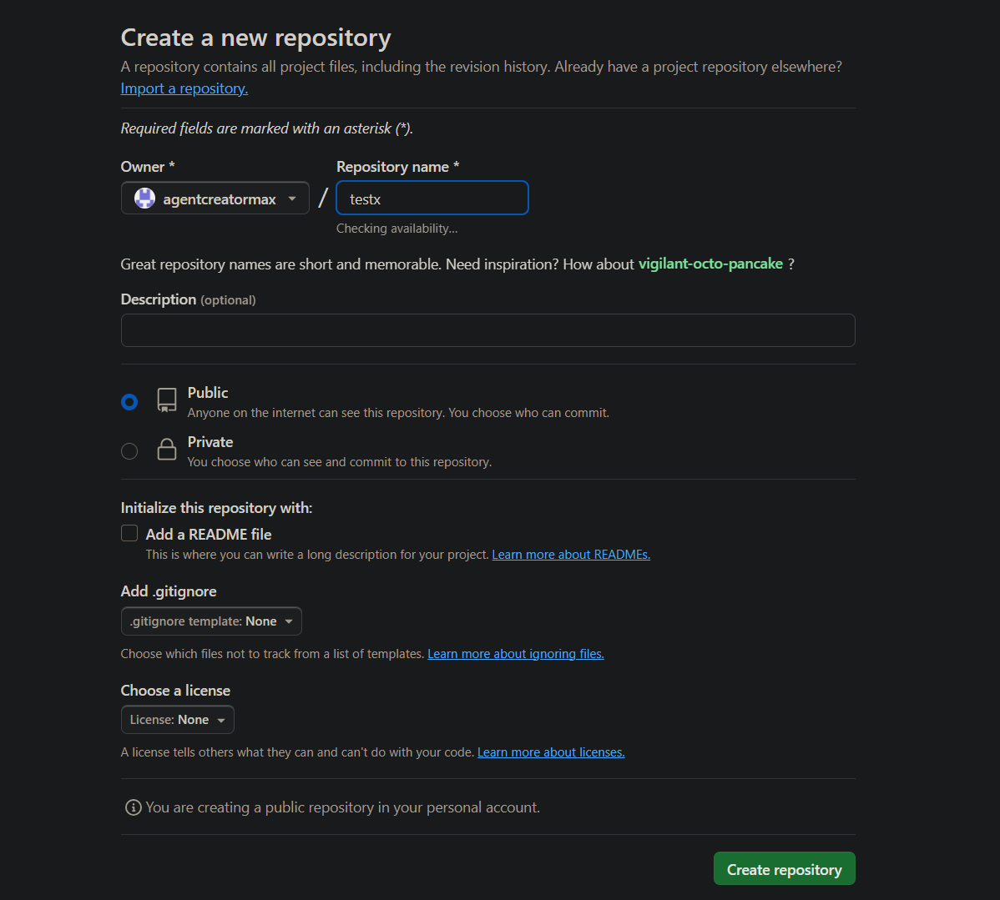 Create a new repository
A repository contains all project files, including the revision history. Already have a project repository elsewhere?
Import a repository.
Required fields are marked with an asterisk (*).
Owner *
Repository name *
agentcreatormax
/
testx
Checking availability...
Great repository names are short and memorable. Need inspiration? How about vigilant-octo-pancake ?
Description (optional)
Public
Anyone on the internet can see this repository. You choose who can commit.
Private
You choose who can see and commit to this repository.
Initialize this repository with:
Add a README file
This is where you can write a long description for your project. Learn more about READMEs.
Add .gitignore
.gitignore template: None
Choose which files not to track from a list of templates. Learn more about ignoring files.
Choose a license
License: None
A license tells others what they can and can't do with your code. Learn more about licenses.
You are creating a public repository in your personal account.
Create repository